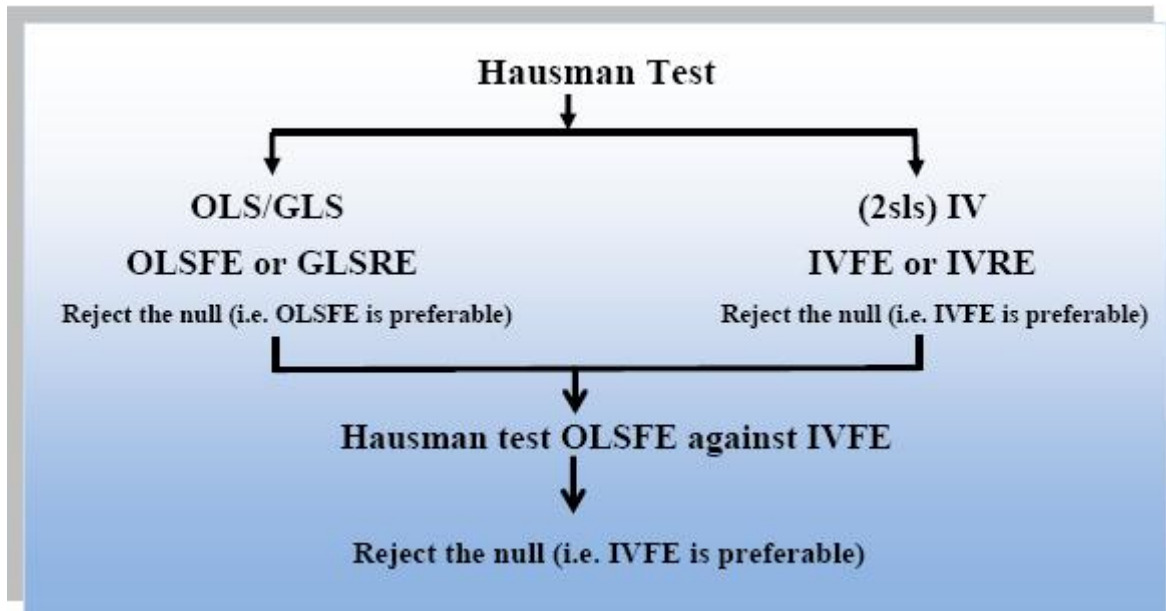 Hausman Test
OLS/GLS
OLSFE or GLSRE
Reject the null (i.e. OLSFE is preferable)
(2sls) IV
IVFE or IVRE
Reject the null (i.e. IVFE is preferable)
Hausman test OLSFE against IVFE
Reject the null (i.e. IVFE is preferable)